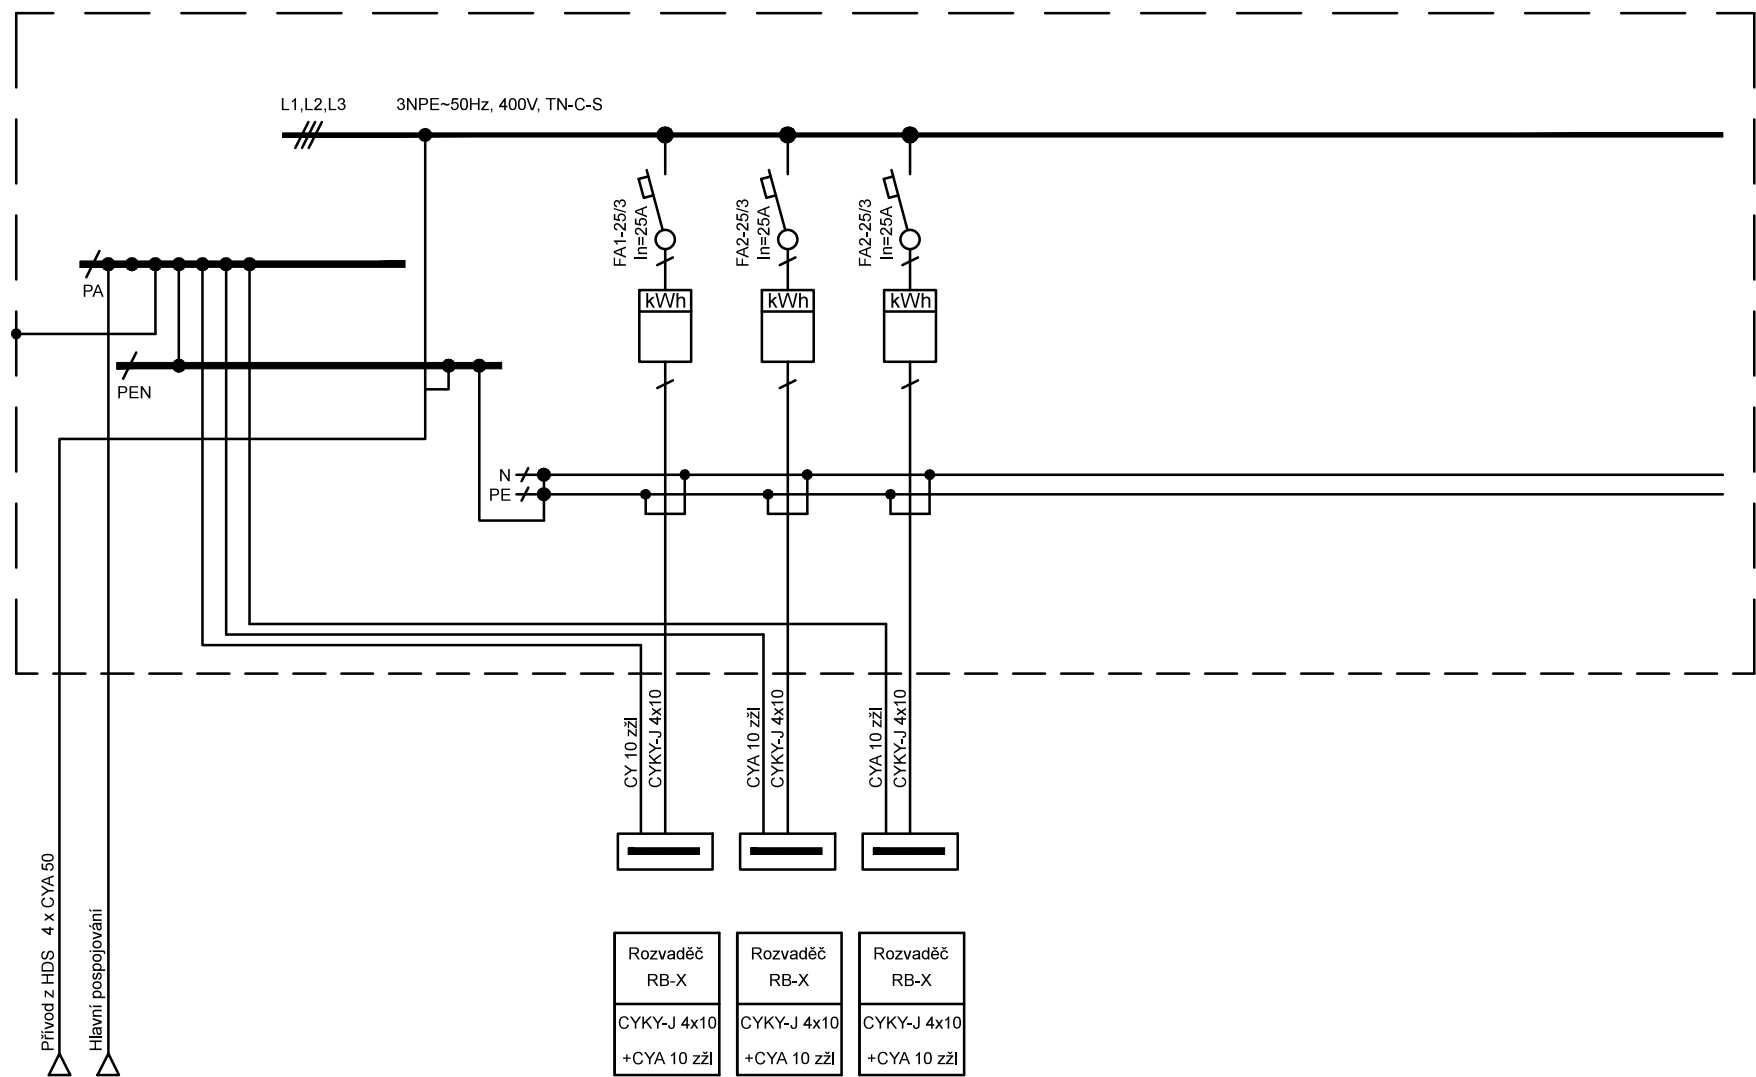 L1,L2,L3
3NPE~50Hz, 400V, TN-C-S
FA1-25/3
In=25A
FA2-25/3
In=25A
FA2-25/3
In=25A
PA
kWh
kWh
kWh
PEN
N
PE
CY 10 zžl
CYKY-J 4x10
CYA 10 zžl
CYKY-J 4x10
CYA 10 zžl
CYKY-J 4x10
Přívod z HDS 4 x CYA 50
Hlavní pospojování
Rozvaděč
RB-X
CYKY-J 4x10
+CYA 10 zžl
Rozvaděč
RB-X
CYKY-J 4x10
+CYA 10 zžl
Rozvaděč
RB-X
CYKY-J 4x10
+CYA 10 zžl